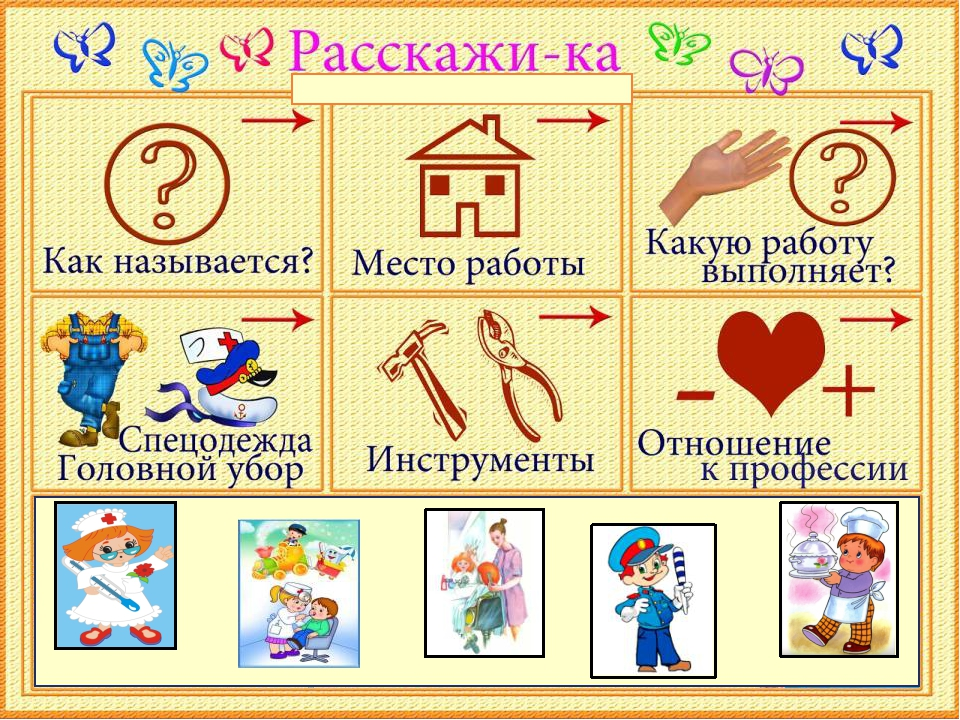 Расскажи-ка
Как называется?
Место работы
Какую работу
выполняет?
Спецодежда
Головной убор
Инструменты
Отношение
к профессии